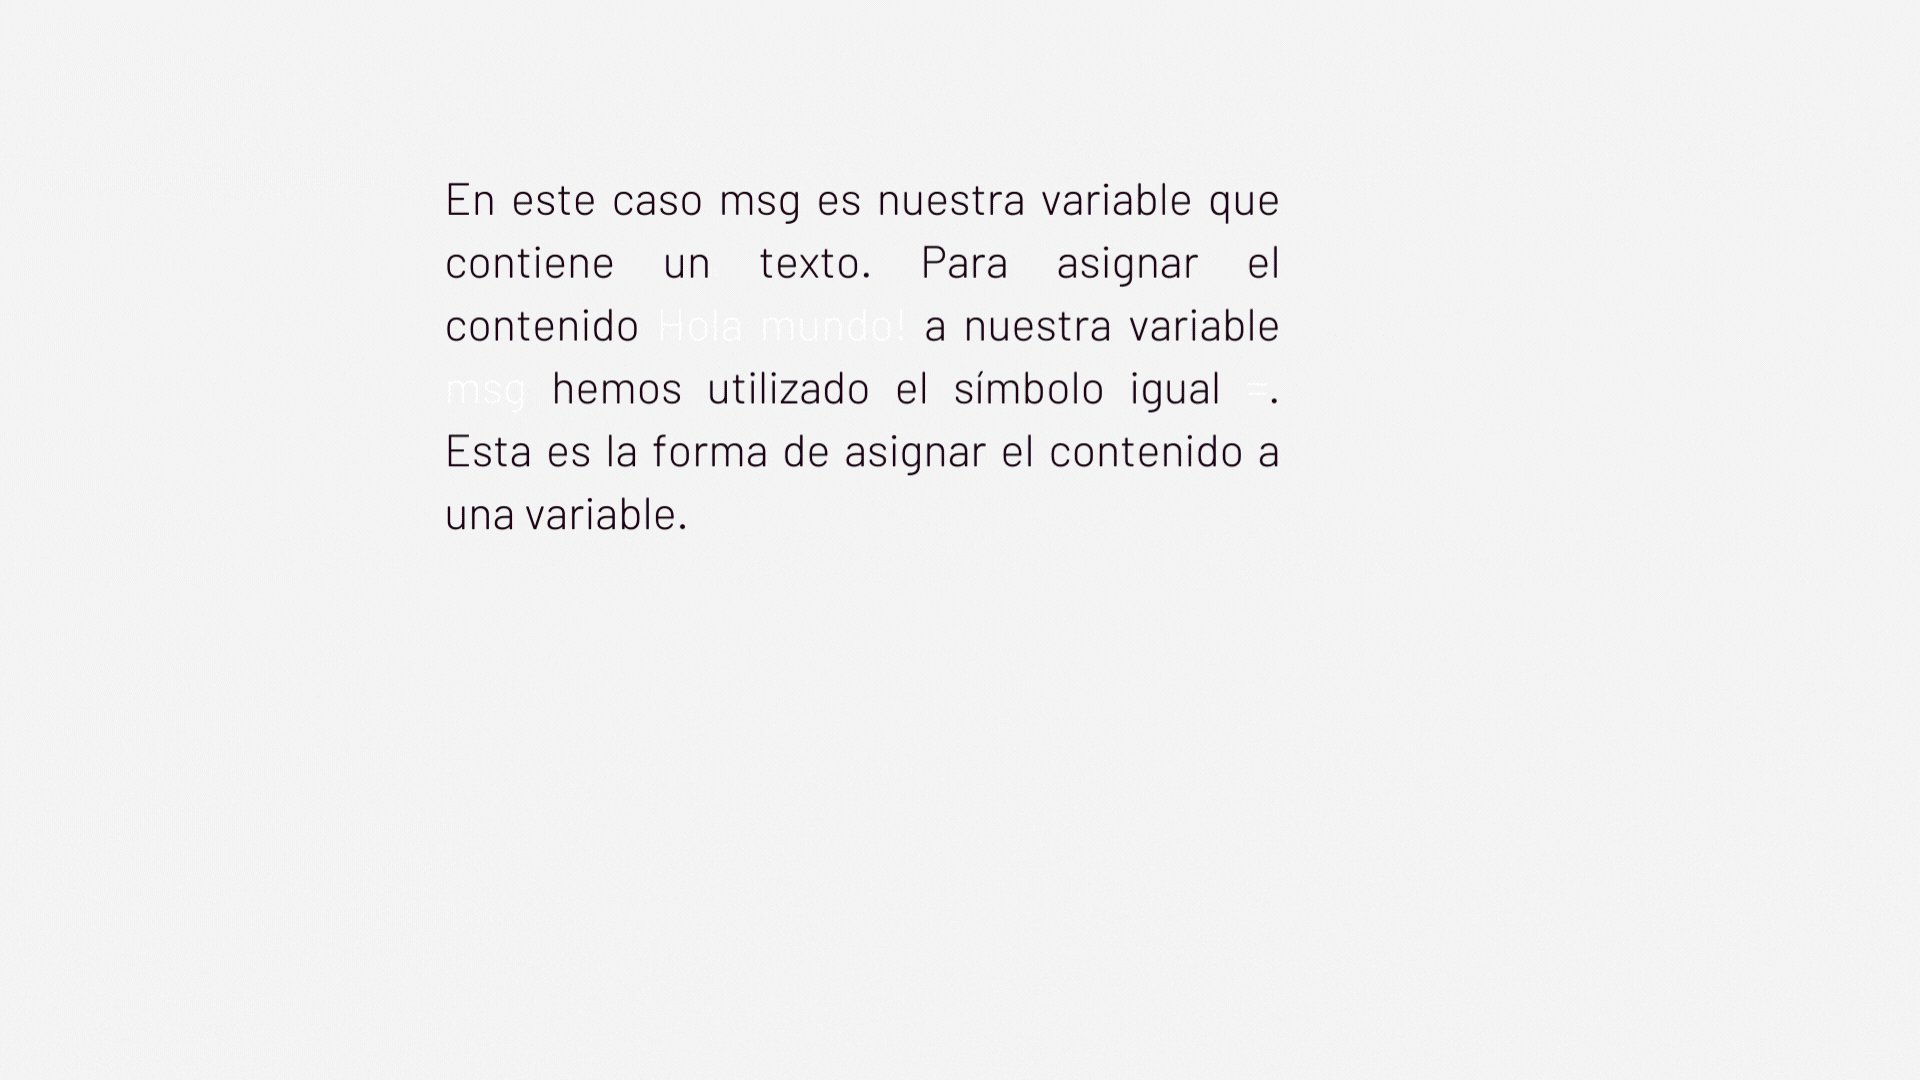 En este caso msg es nuestra variable que
contiene un texto. Para asignar el
contenido Hola mundo! a nuestra variable
msg hemos utilizado el símbolo igual =.
Esta es la forma de asignar el contenido a
una variable.